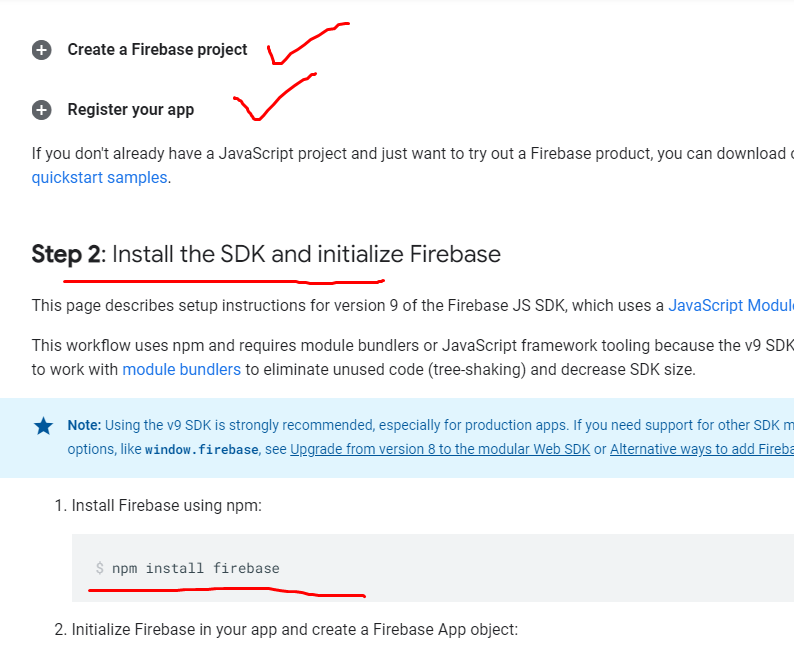 Create a Firebase project
Register your app
If you don't already have a JavaScript project and just want to try out a Firebase product, you can download
quickstart samples.
Step 2: Install the SDK and initialize Firebase
This page describes setup instructions for version 9 of the Firebase JS SDK, which uses a JavaScript
This workflow uses npm and requires module bundlers or JavaScript framework tooling because the v9 SDK
to work with module bundlers to eliminate unused code (tree-shaking) and decrease SDK size.
Note: Using the v9 SDK is strongly recommended, especially for production apps. If you need support for other SDK
options, like window.firebase, see Upgrade from version 8 to the modular Web SDK or Alternative ways to add
1. Install Firebase using npm:
$ npm install firebase
2. Initialize Firebase in your app and create a Firebase App object: